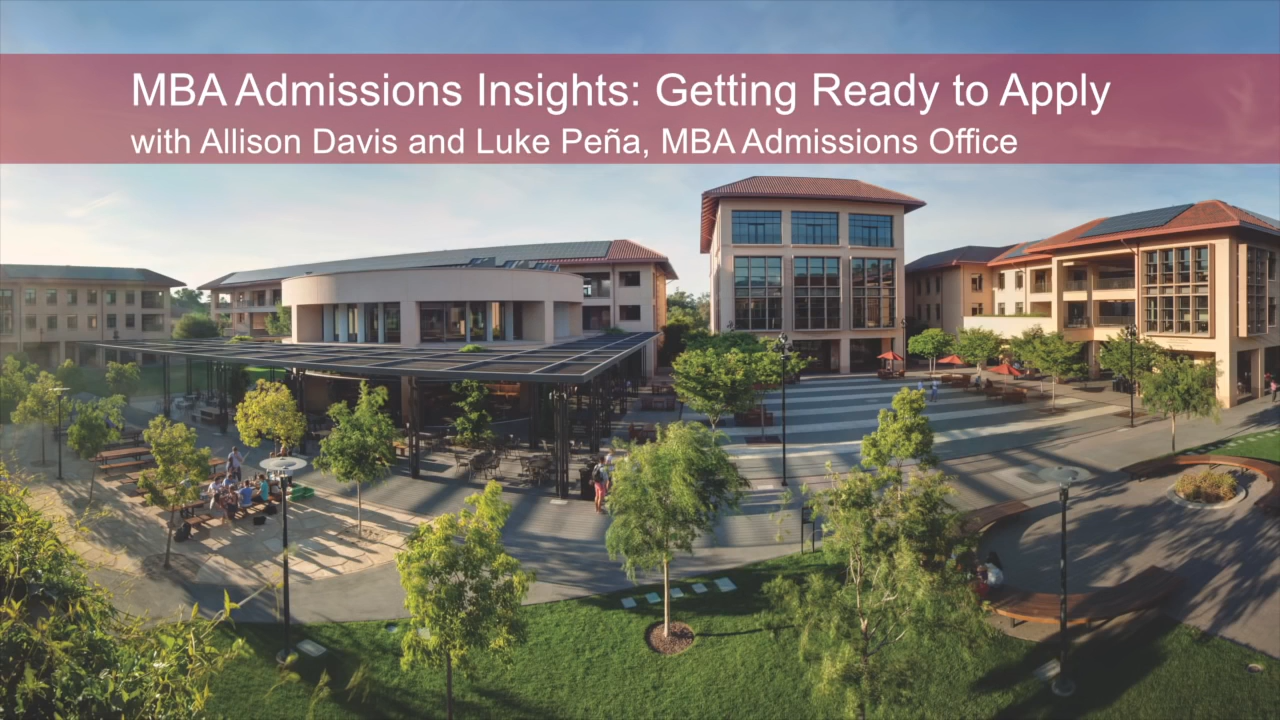 MBA Admissions Insights: Getting Ready to Apply
with Allison Davis and Luke Peña, MBA Admissions Office